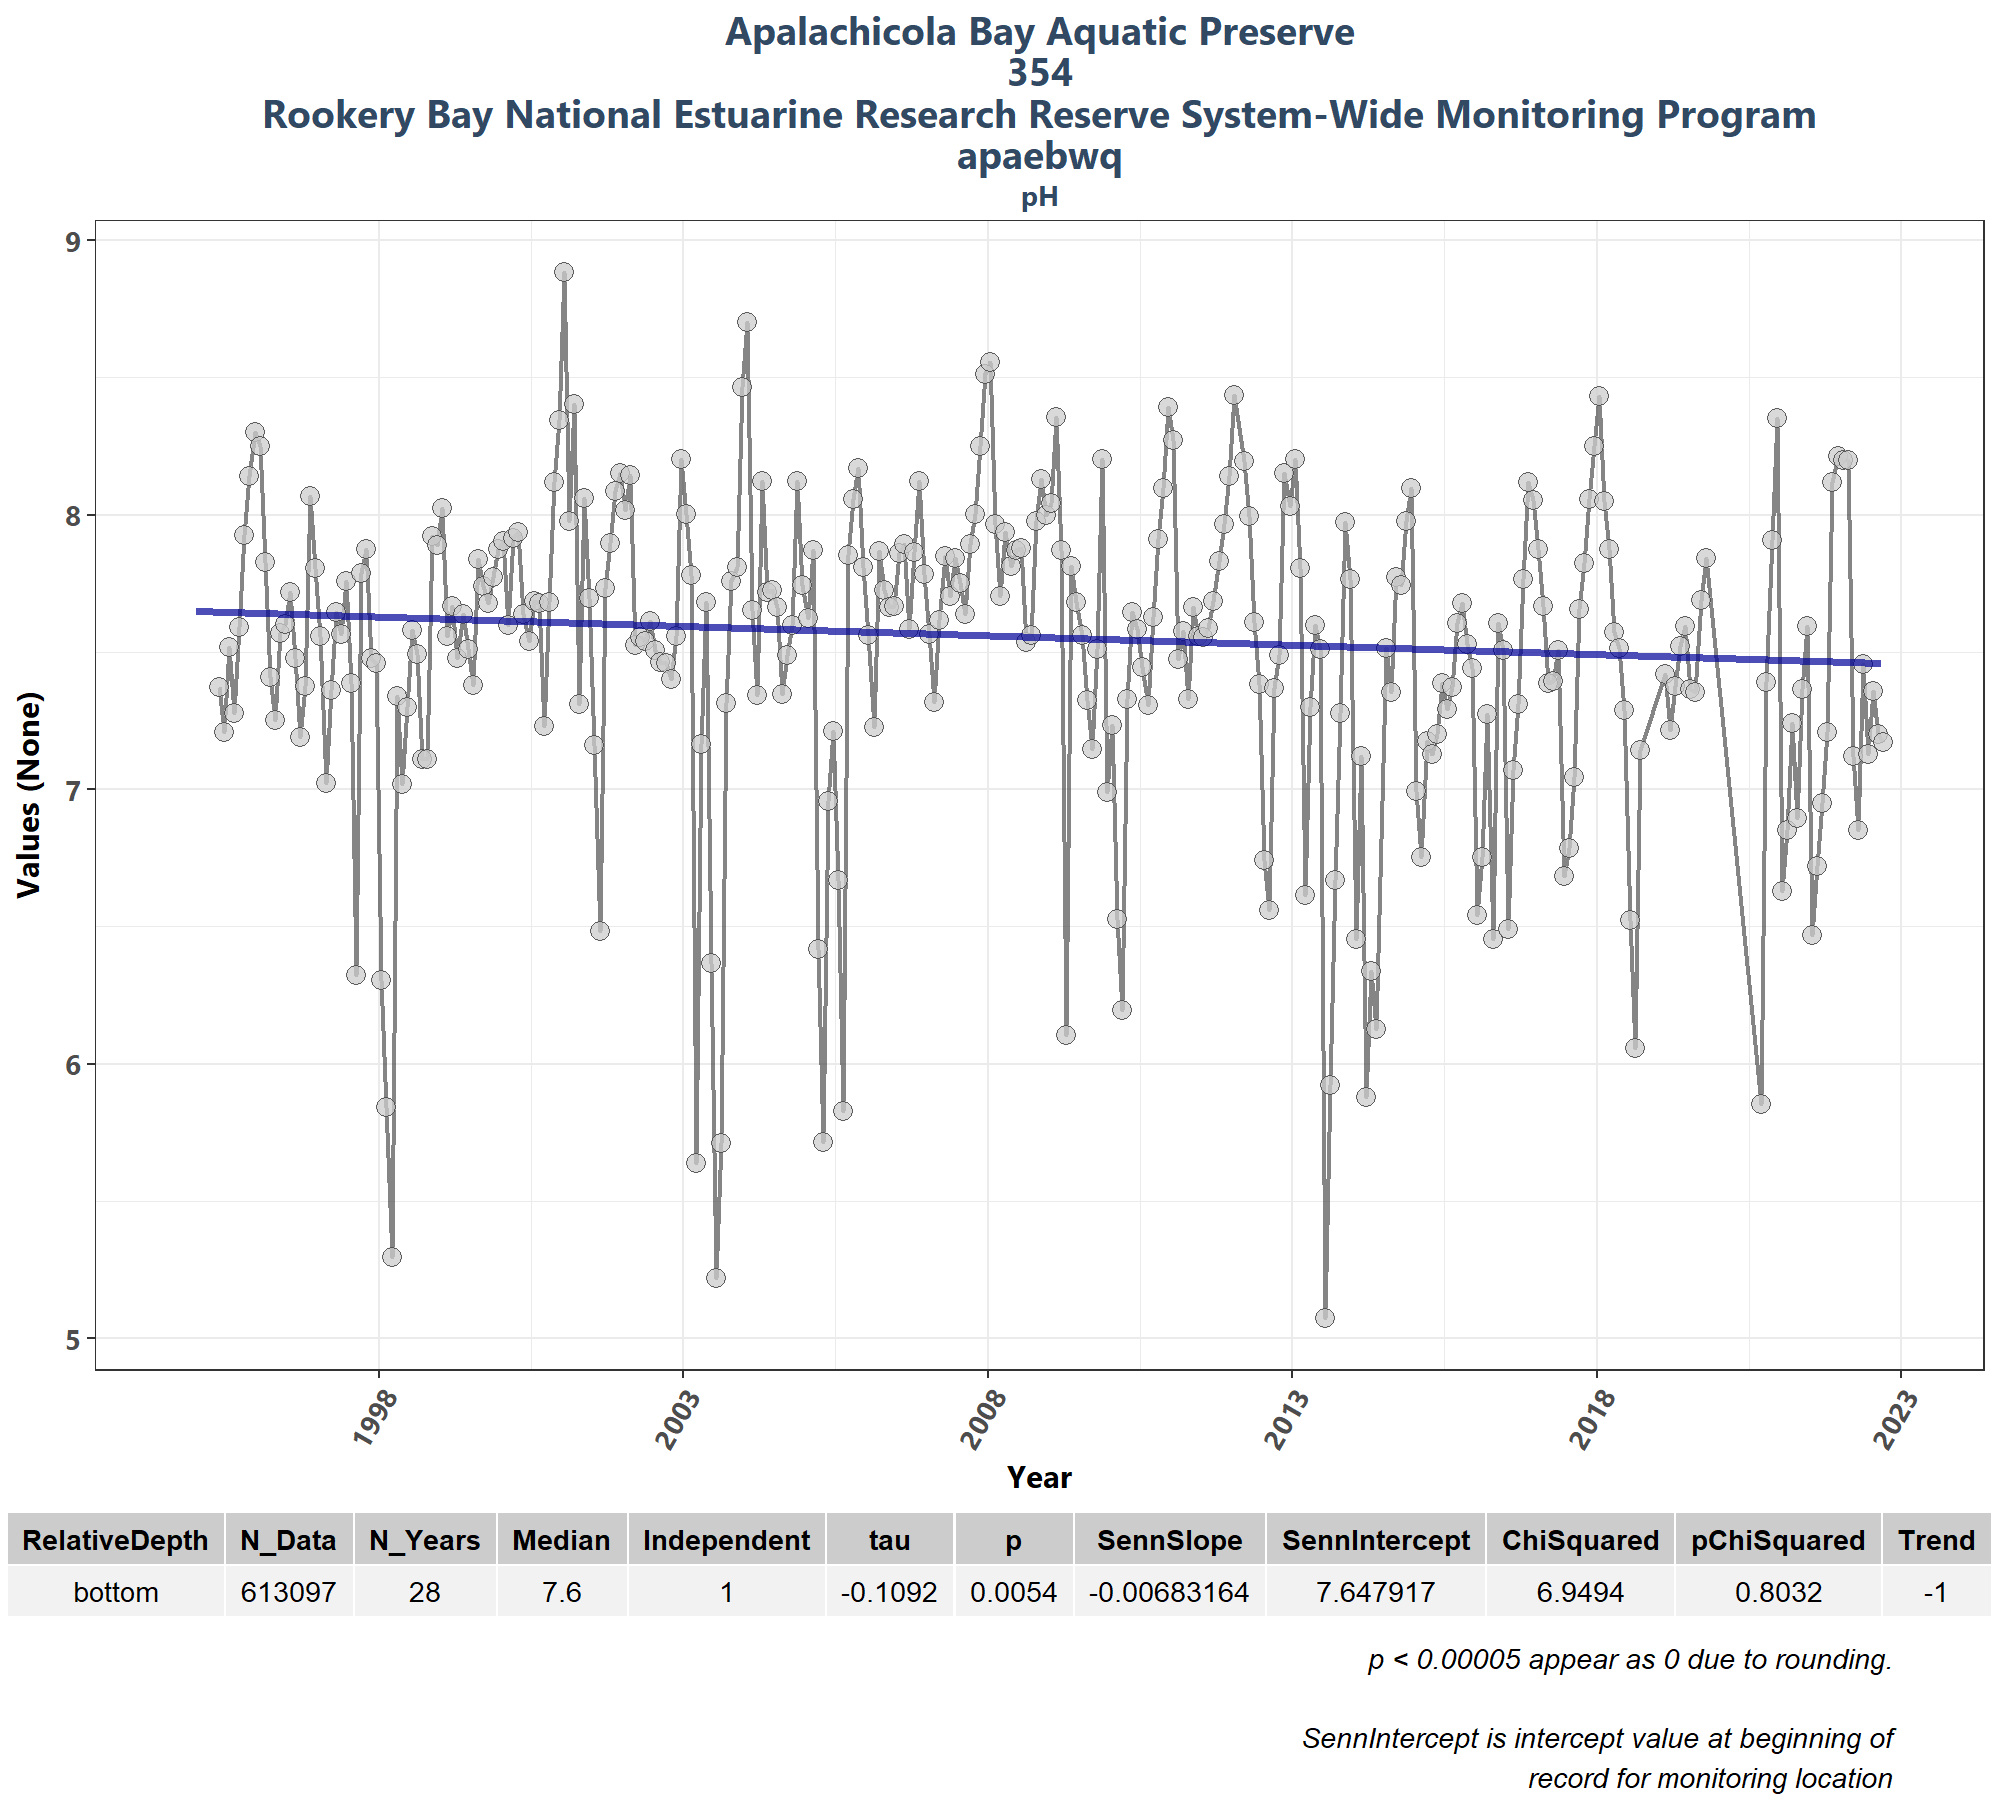 Apalachicola Bay Aquatic Preserve
354
Rookery Bay National Estuarine Research Reserve System-Wide Monitoring Program
apaebwq
pH
Values (None)
9
8
7
6
5
1998 2003 2008 2013 2018 2023
Year
RelativeDepth N_Data N_Years Median Independent tau p SennSlope SennIntercept ChiSquared pChiSquared Trend
bottom 613097 28 7.6 1 -0.1092 0.0054 -0.00683164 7.647917 6.9494 0.8032 -1
p < 0.00005 appear as 0 due to rounding.
SennIntercept is intercept value at beginning of
record for monitoring location